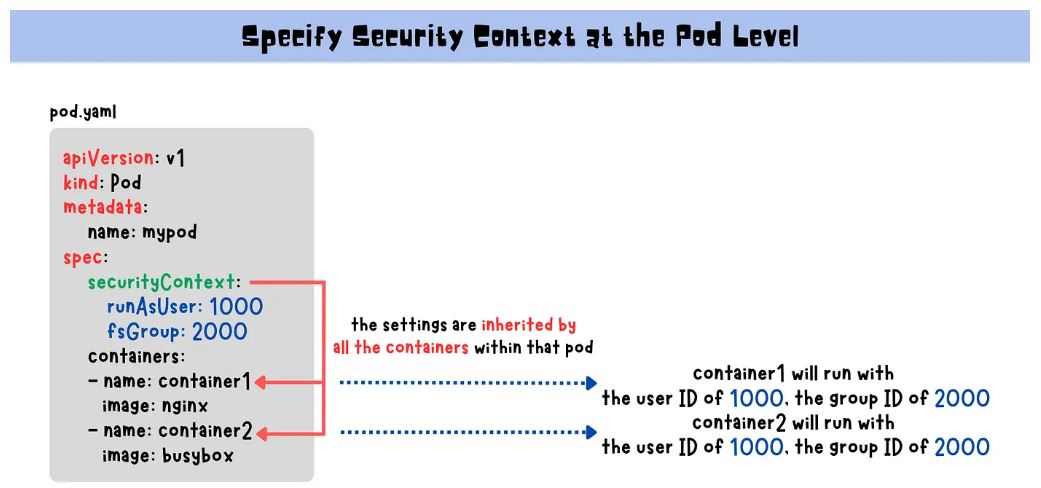 Specify Security Context at the Pod Level
pod.yaml
apiVersion: v1
kind: Pod
metadata:
name: mypod
spec:
securityContext:
runAsUser: 1000
fsGroup: 2000
containers:
- name: container1
image: nginx
- name: container2
image: busybox
the settings are inherited by
all the containers within that pod
container1 will run with
the user ID of 1000, the group ID of 2000
container2 will run with
the user ID of 1000, the group ID of 2000